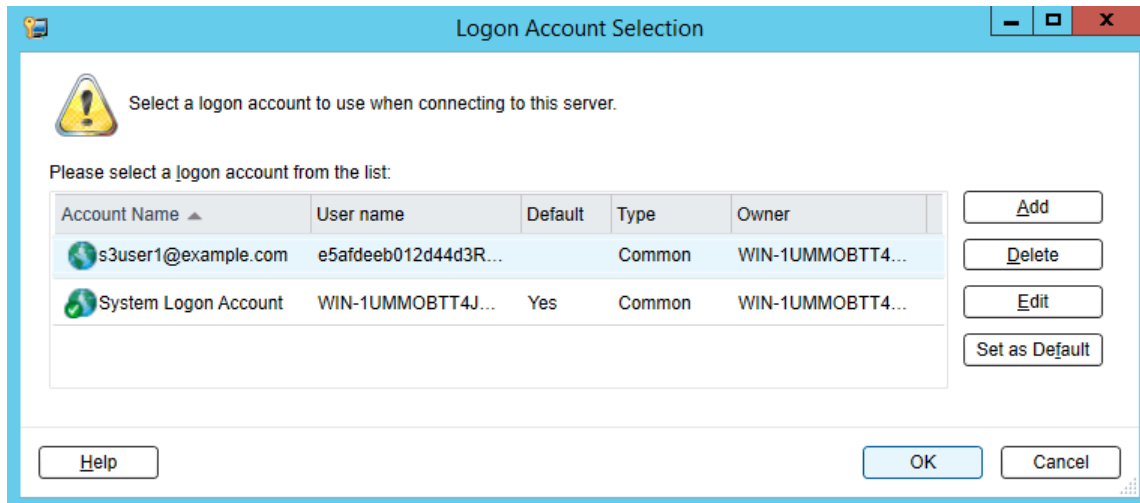 Logon Account Selection
Select a logon account to use when connecting to this server.
Please select a logon account from the list:
Account Name User name Default Type Owner
s3user1@example.com e5afdeeb012d44d3R... Common WIN-1UMMOBTT4...
System Logon Account WIN-1UMMOBTT4J... Yes Common WIN-1UMMOBTT4...
Add
Delete
Edit
Set as Default
Help OK Cancel